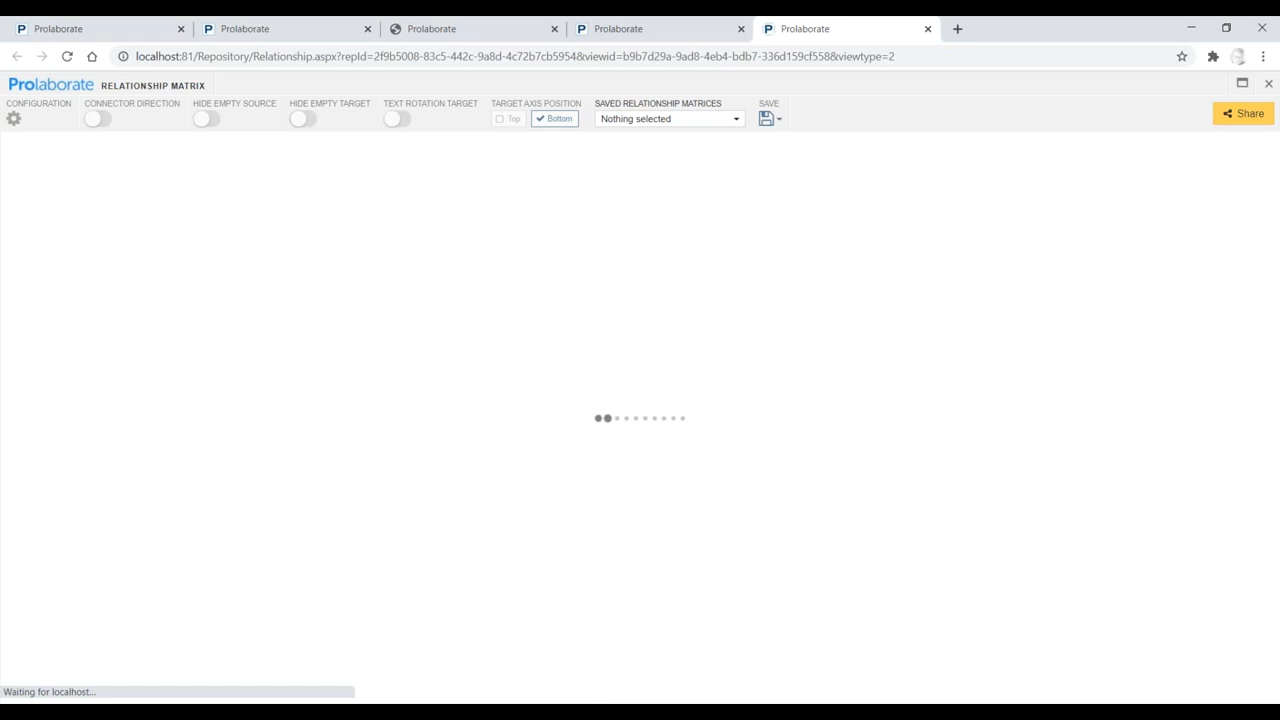 Prolaborate
Prolaborate
Prolaborate
Prolaborate
Prolaborate
localhost:81/Repository/Relationship.aspx?repId=2f9b5008-83c5-442c-9a8d-4c72b7cb5954&viewid=b9b7d29a-9ad8-4eb4-bdb7-336d159cf558&viewtype=2
Prolaborate RELATIONSHIP MATRIX
CONFIGURATION CONNECTOR DIRECTION HIDE EMPTY SOURCE HIDE EMPTY TARGET TEXT ROTATION TARGET TARGET AXIS POSITION SAVED RELATIONSHIP MATRICES SAVE
Top Bottom Nothing selected
Share
Waiting for localhost...